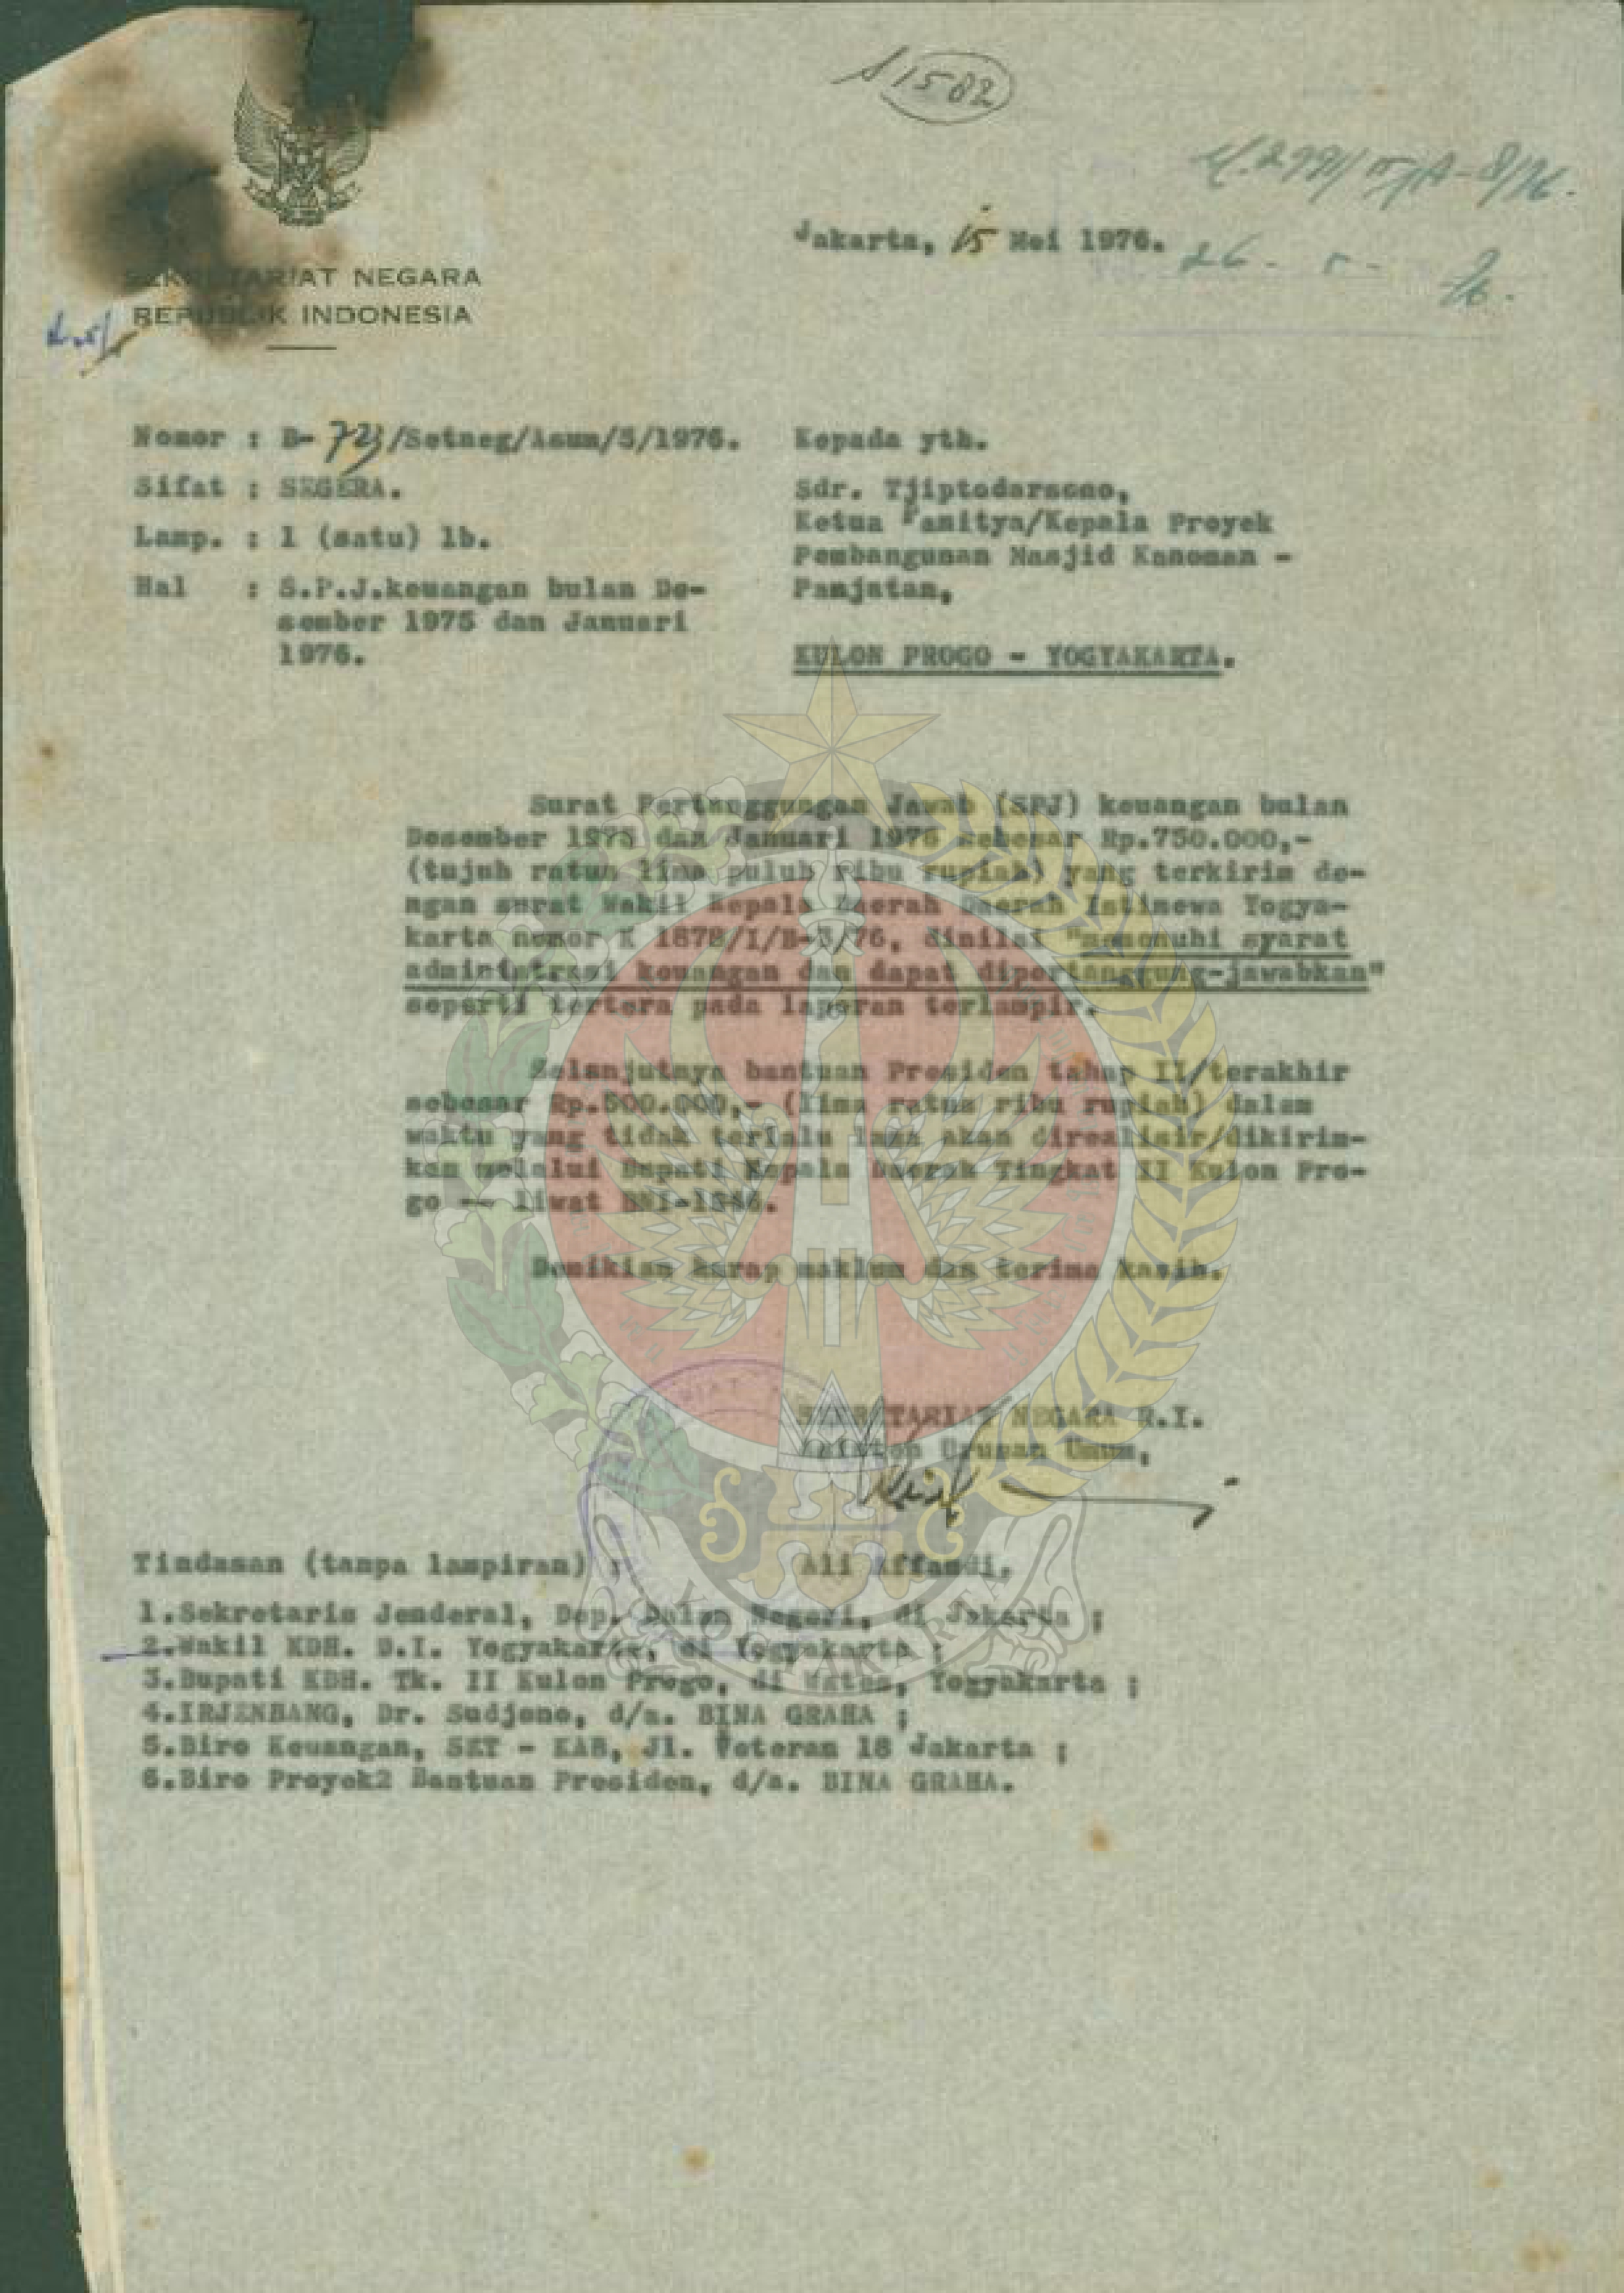 1582
Jakarta, 15 Mei 1976.
26 - 5 - 76.
SEKRETARIAT NEGARA
REPUBLIK INDONESIA
Nomor : B-723/Setneg/Asum/5/1976.
Sifat : SEGERA.
Lamp. : 1 (satu) lb.
Hal : S.P.J.keuangan bulan De-
sember 1975 dan Januari
1976.
Kepada yth.
Sdr. Tjiptodarsono,
Ketua Panitya/Kepala Proyek
Pembangunan Masjid Kanoman -
Panjatan,
KULON PROGO - YOGYAKARTA.
Surat Pertanggungan Jawab (SPJ) keuangan bulan
Desember 1975 dan Januari 1976 sebesar Rp.750.000,-
(tujuh ratus lima puluh ribu rupiah) yang terkirim de-
ngan surat Wakil Kepala Daerah Daerah Istimewa Yogya-
karta nomor K 1878/I/B-3/76, dinilai "memenuhi syarat
administrasi keuangan dan dapat dipertanggung-jawabkan"
seperti tertera pada laporan terlampir.
Selanjutnya bantuan Presiden tahap II/terakhir
sebesar Rp.500.000,- (lima ratus ribu rupiah) dalam
waktu yang tidak terlalu lama akan direalisir/dikirim-
kan melalui Bupati Kepala Daerah Tingkat II Kulon Pro-
go -- liwat BNI-1946.
Demikian harap maklum dan terima kasih.
SEKRETARIAT NEGARA R.I.
Asisten Urusan Umum,
Ali Affandi.
Tindasan (tanpa lampiran) :
1.Sekretaris Jenderal, Dep. Dalam Negeri, di Jakarta ;
2.Wakil KDH. D.I. Yogyakarta, di Yogyakarta ;
3.Bupati KDH. Tk. II Kulon Progo, di Wates, Yogyakarta ;
4.IRJENBANG, Dr. Sudjono, d/a. BINA GRAHA ;
5.Biro Keuangan, SET - KAB, Jl. Veteran 18 Jakarta ;
6.Biro Proyek2 Bantuan Presiden, d/a. BINA GRAHA.